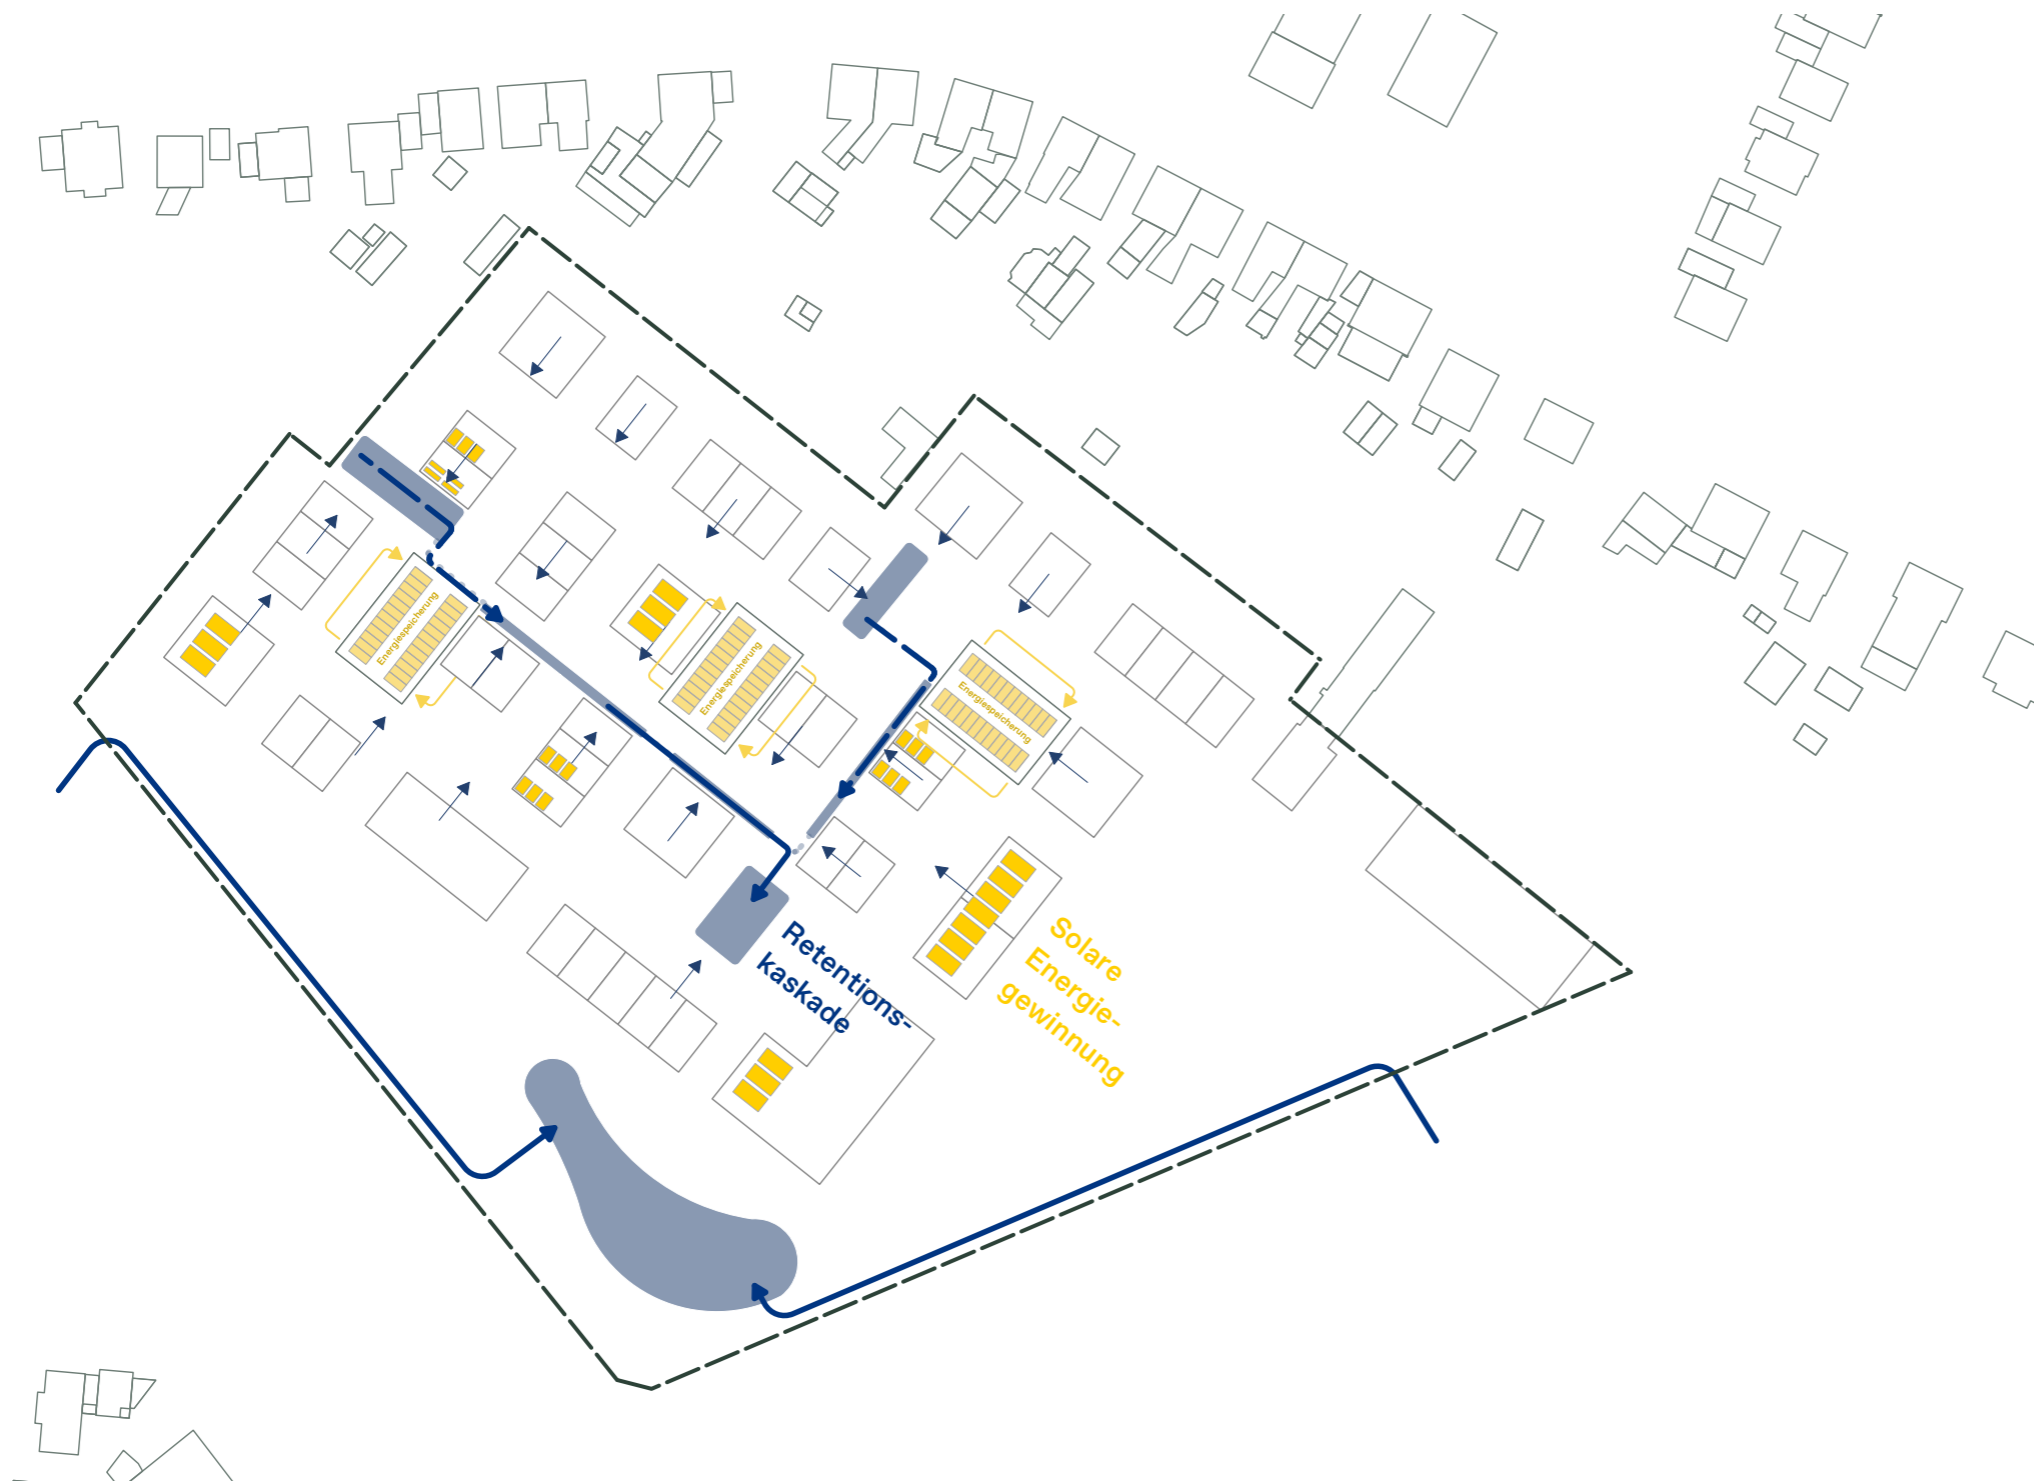 Energiespeicherung
Energiespeicherung
Energiespeicherung
Retentions-
kaskade
Solare
Energie-
gewinnung